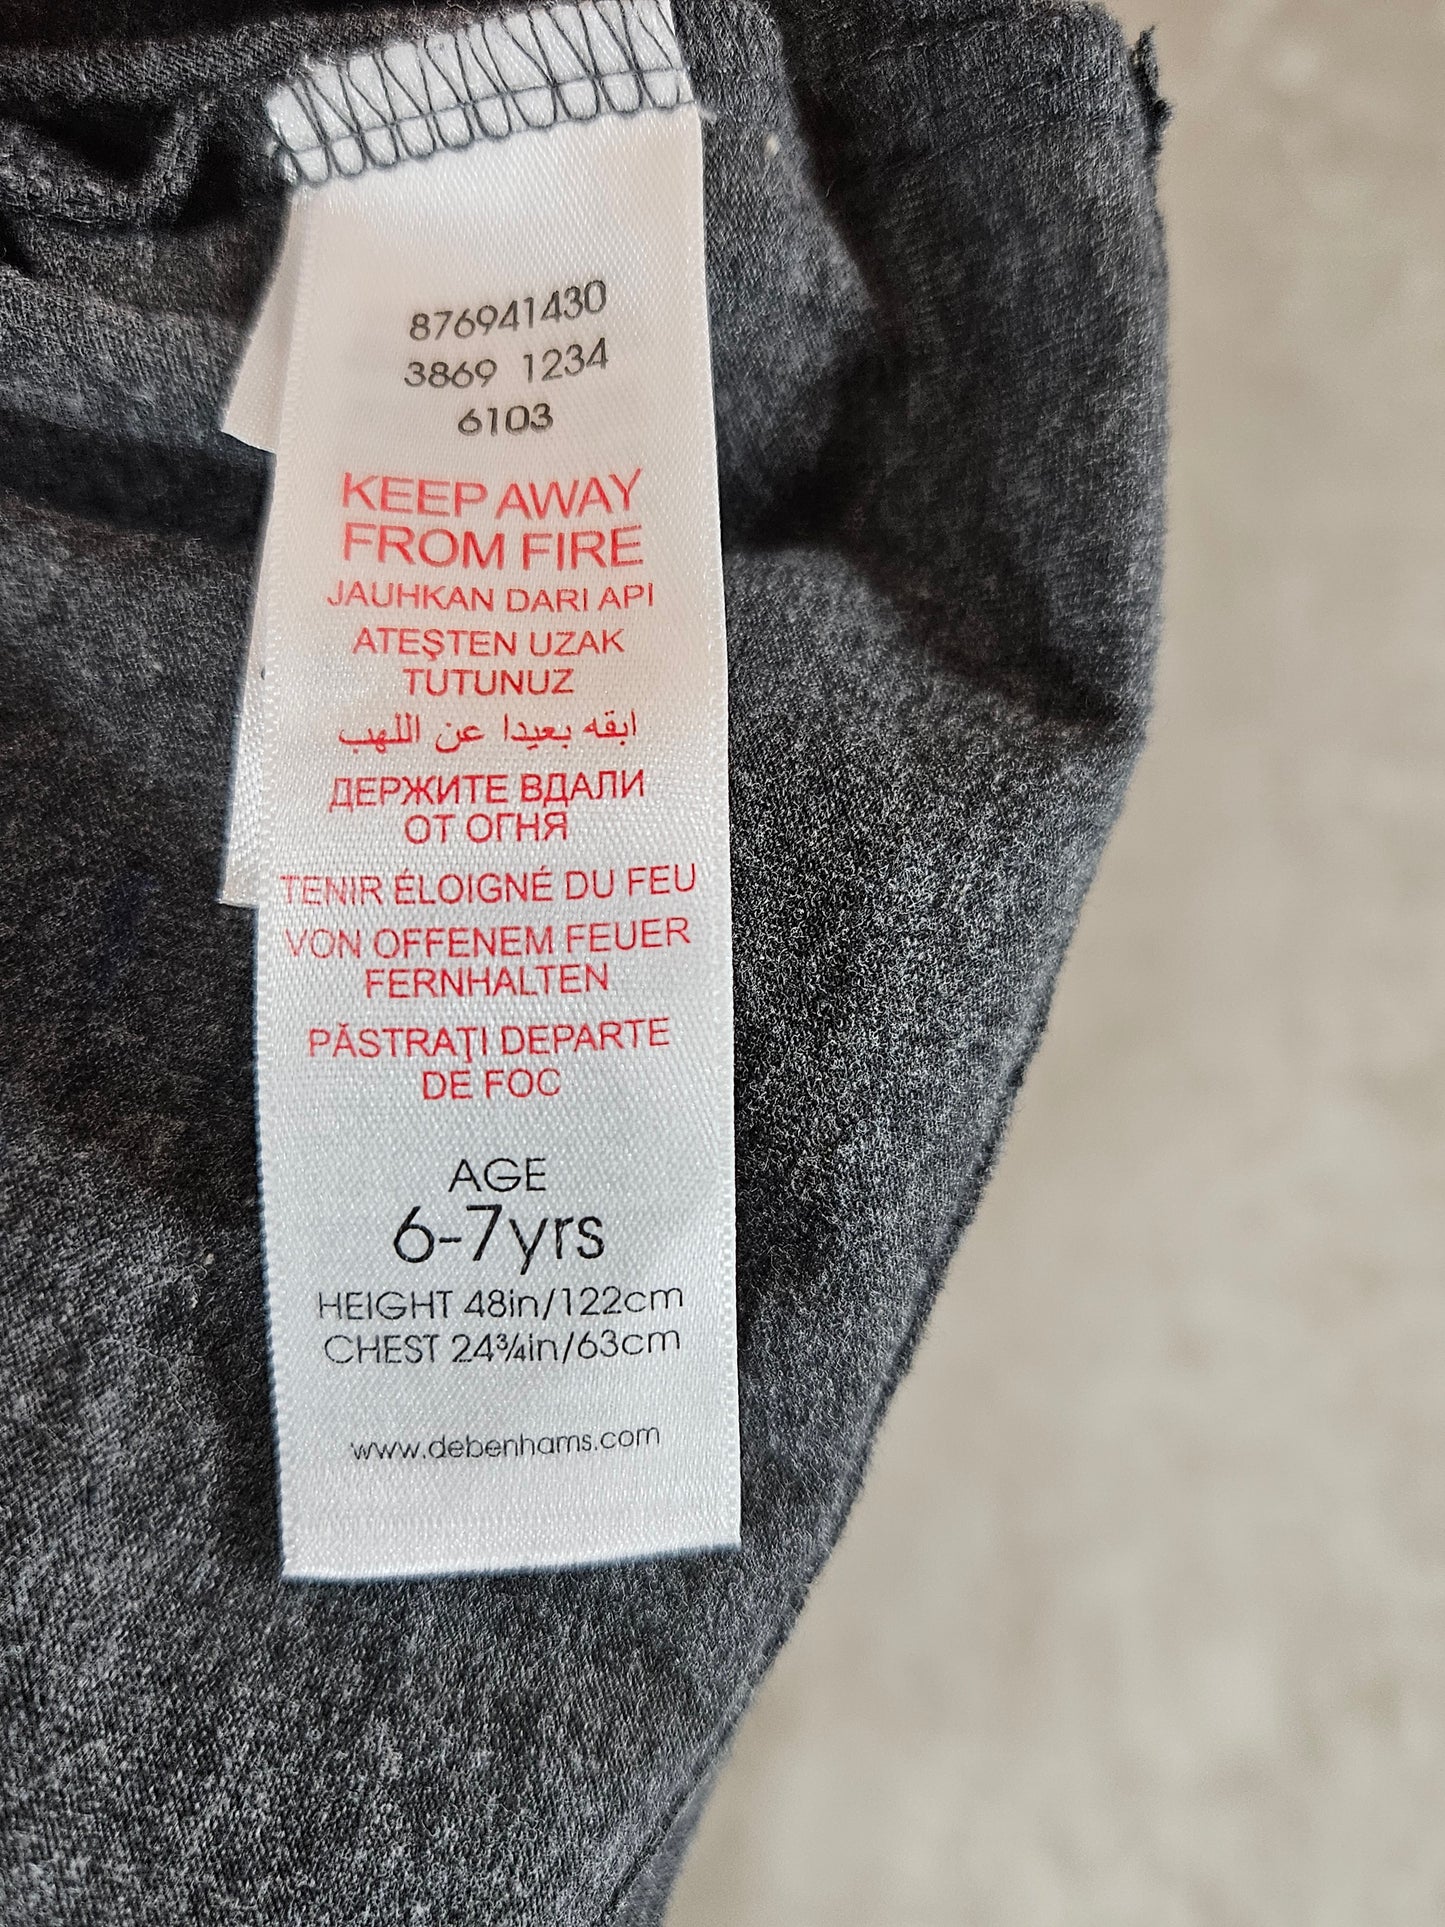 876941430
3869 1234
6103
KEEP AWAY
FROM FIRE
JAUHKAN DARI API
ATEŞTEN UZAK
TUTUNUZ
ابقه بعيدا عن اللهب
ДЕРЖИТЕ ВДАЛИ
ОТ ОГНЯ
TENIR ÉLOIGNÉ DU FEU
VON OFFENEM FEUER
FERNHALTEN
PĂSTRAŢI DEPARTE
DE FOC
AGE
6-7yrs
HEIGHT 48in/122cm
CHEST 24¾in/63cm
www.debenhams.com